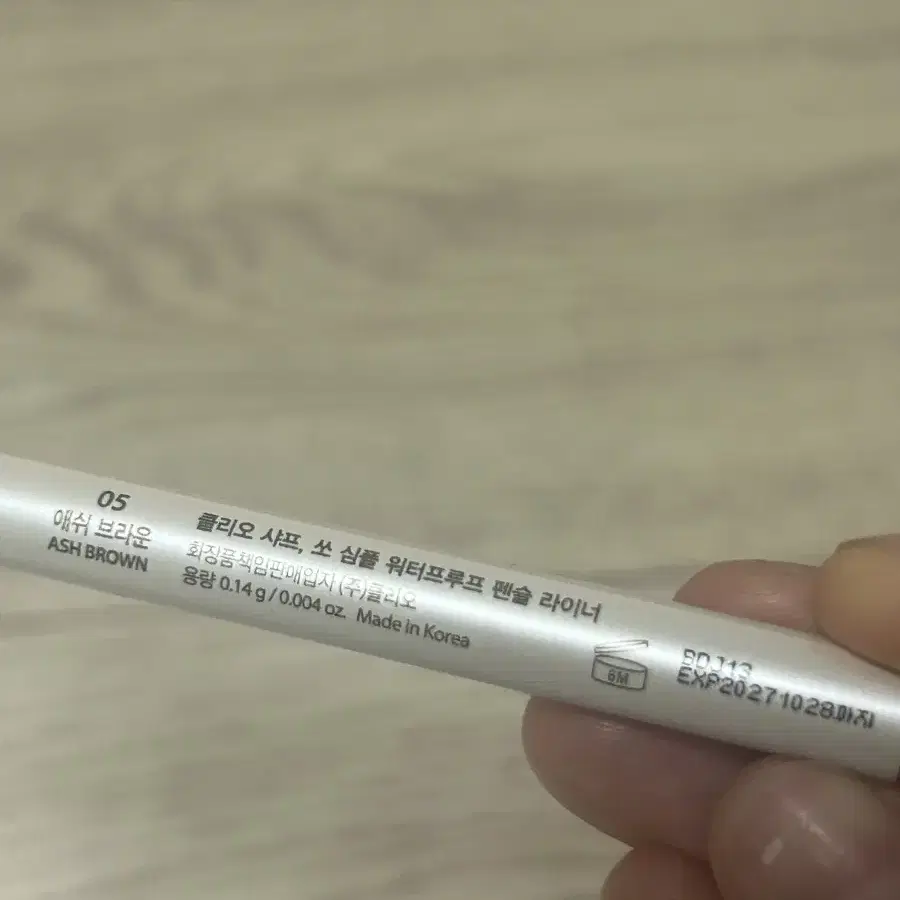 05
애쉬 브라운
ASH BROWN
클리오 샤프, 쏘 심플 워터프루프 펜슬 라이너
화장품책임판매업자 (주)클리오
용량 0.14 g / 0.004 oz. Made in Korea
6M
BDJ13
EXP20271028까지